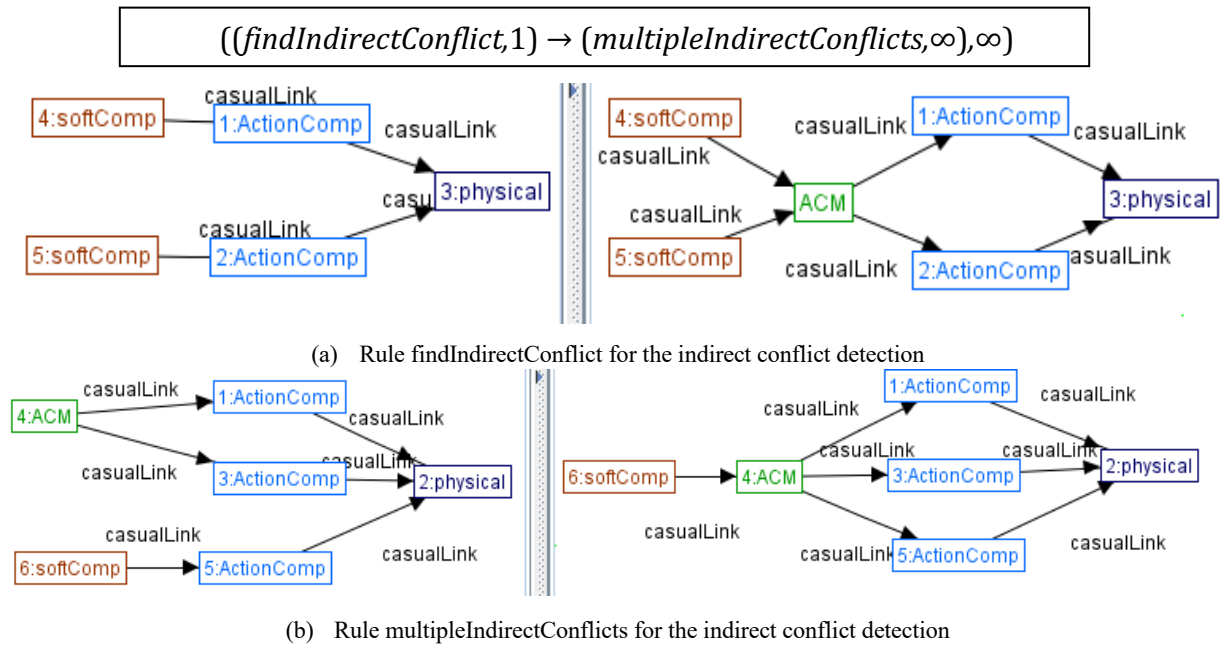 ((findIndirectConflict,1) → (multipleIndirectConflicts,∞),∞)
casualLink
4:softComp
1:ActionComp
casualLink
casu
3:physical
casualLink
5:softComp
2:ActionComp
4:softComp
casualLink
1:ActionComp
casualLink
casualLink
ACM
3:physical
casualLink
5:softComp
casualLink
2:ActionComp
asualLink
(a) Rule findIndirectConflict for the indirect conflict detection
casualLink
1:ActionComp
4:ACM
casualLink
casualLink
casualLink
3:ActionComp
2:physical
casualLink
casualLink
6:softComp
5:ActionComp
1:ActionComp
casualLink
casualLink
casualLink
casualLink
6:softComp
4:ACM
3:ActionComp
2:physical
casualLink
casualLink
5:ActionComp
casualLink
(b) Rule multipleIndirectConflicts for the indirect conflict detection